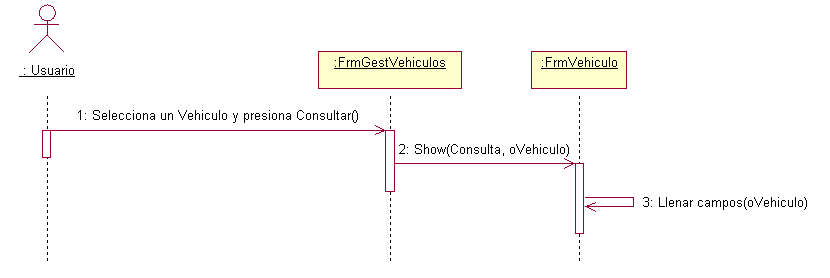 : Usuario
:FrmGestVehiculos
:FrmVehiculo
1: Selecciona un Vehiculo y presiona Consultar()
2: Show(Consulta, oVehiculo)
3: Llenar campos(oVehiculo)